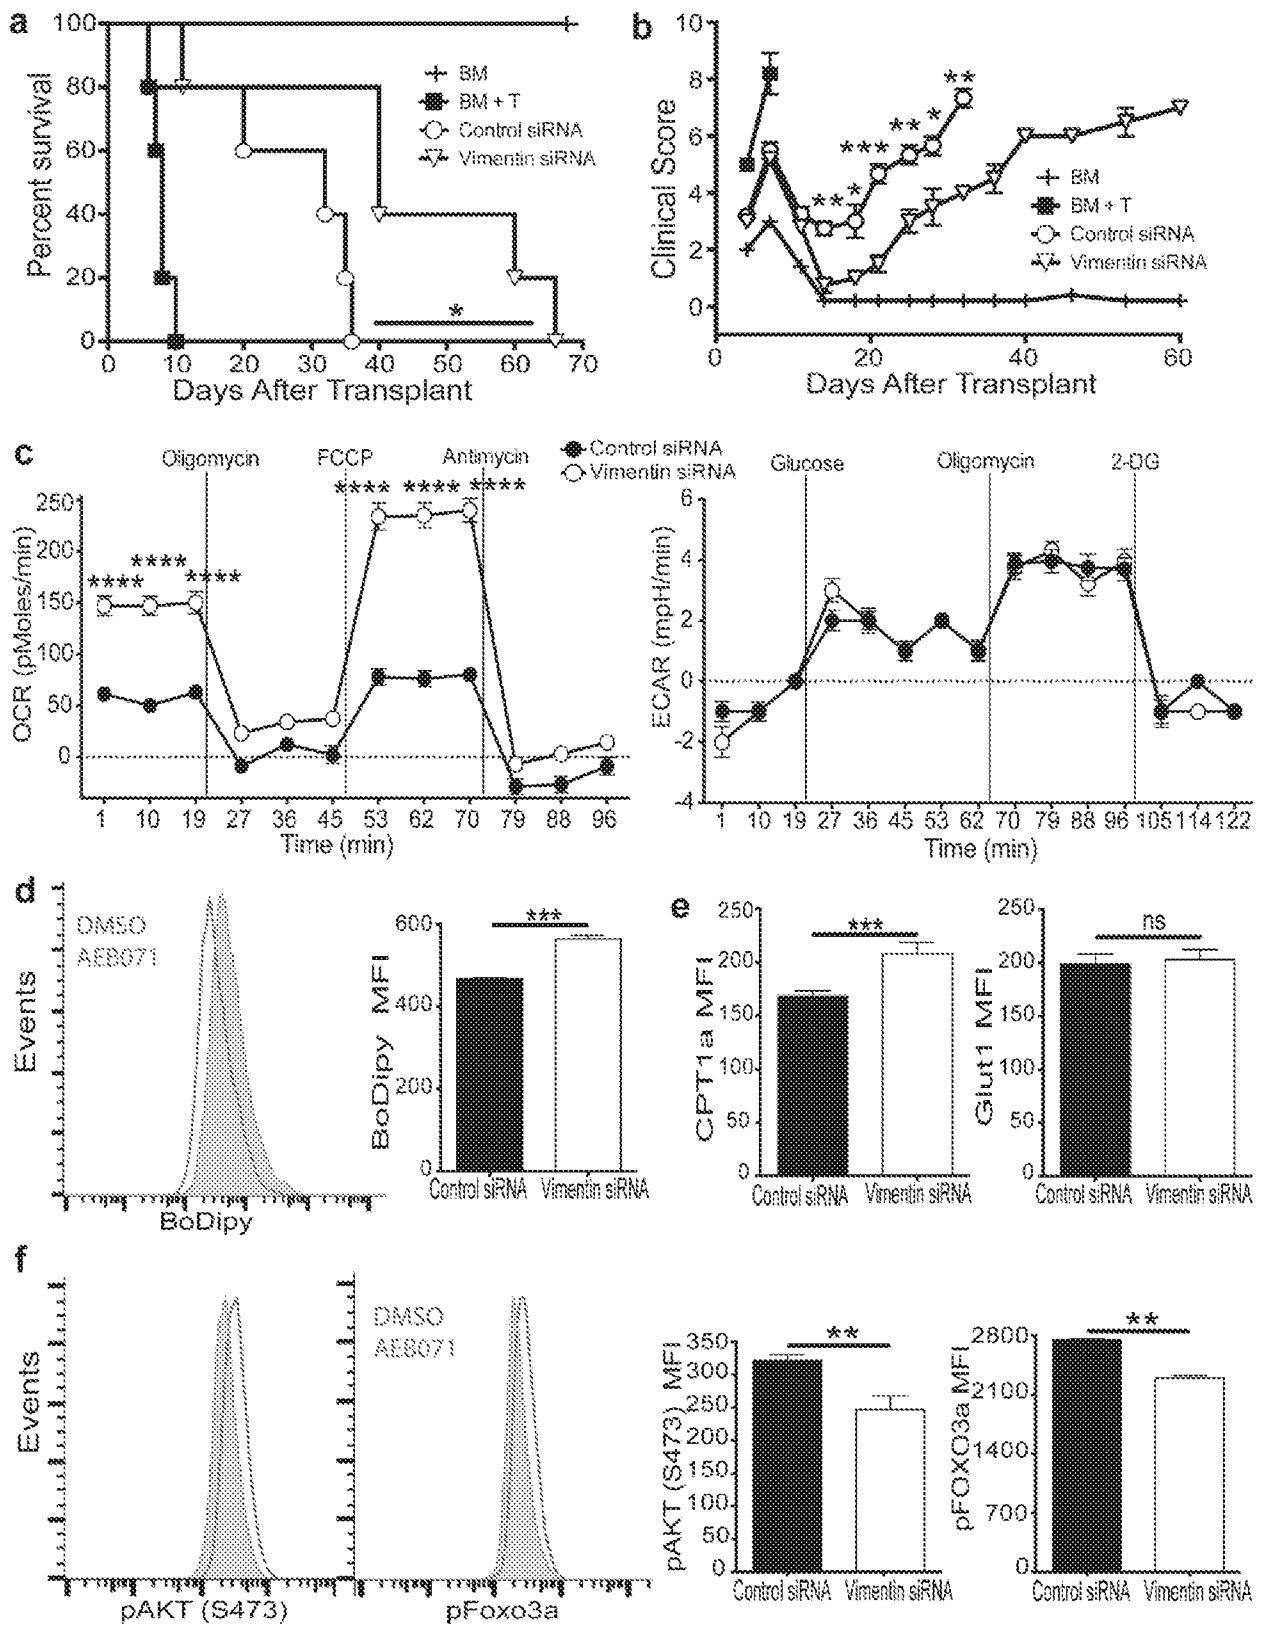 a
100
80
60
40
20
0
Percent survival
BM
BM + T
Control siRNA
Vimentin siRNA
*
0 10 20 30 40 50 60 70
Days After Transplant
b
10
8
6
4
2
0
Clinical Score
** * *** ** * **
BM
BM + T
Control siRNA
Vimentin siRNA
0 20 40 60
Days After Transplant
c
Oligomycin FCCP Antimycin
Control siRNA
Vimentin siRNA
**** **** ****
**** **** ****
250
200
150
100
50
0
OCR (pMoles/min)
1 10 19 27 36 45 53 62 70 79 88 96
Time (min)
Glucose Oligomycin 2-DG
6
4
2
0
-2
-4
ECAR (mpH/min)
1 10 19 27 36 45 53 62 70 79 88 96 105 114 122
Time (min)
d
DMSO
AEB071
Events
BoDipy
600
400
200
0
BoDipy MFI
***
Control siRNA Vimentin siRNA
e
250
200
150
100
50
0
CPT1a MFI
***
Control siRNA Vimentin siRNA
250
200
150
100
50
0
Glut1 MFI
ns
Control siRNA Vimentin siRNA
f
Events
pAKT (S473)
DMSO
AEB071
pFoxo3a
350
300
250
200
150
100
50
0
pAKT (S473) MFI
**
Control siRNA Vimentin siRNA
2800
2100
1400
700
0
pFOXO3a MFI
**
Control siRNA Vimentin siRNA